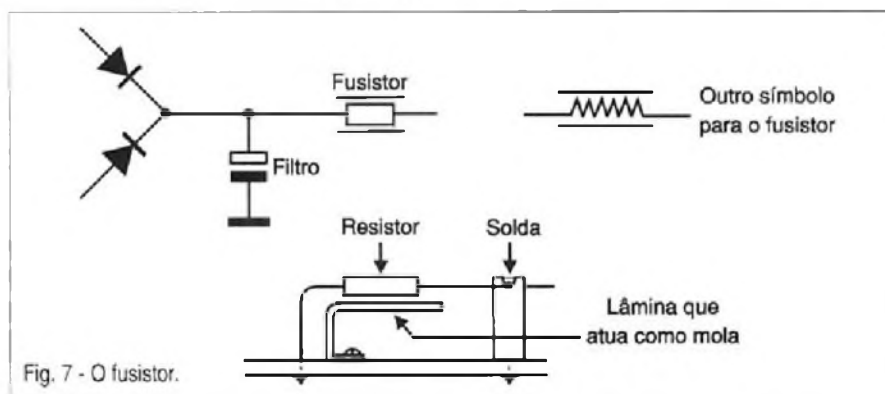 Fusistor
Outro símbolo
para o fusistor
Filtro
Resistor
Solda
Lâmina que
atua como mola
Fig. 7 - O fusistor.